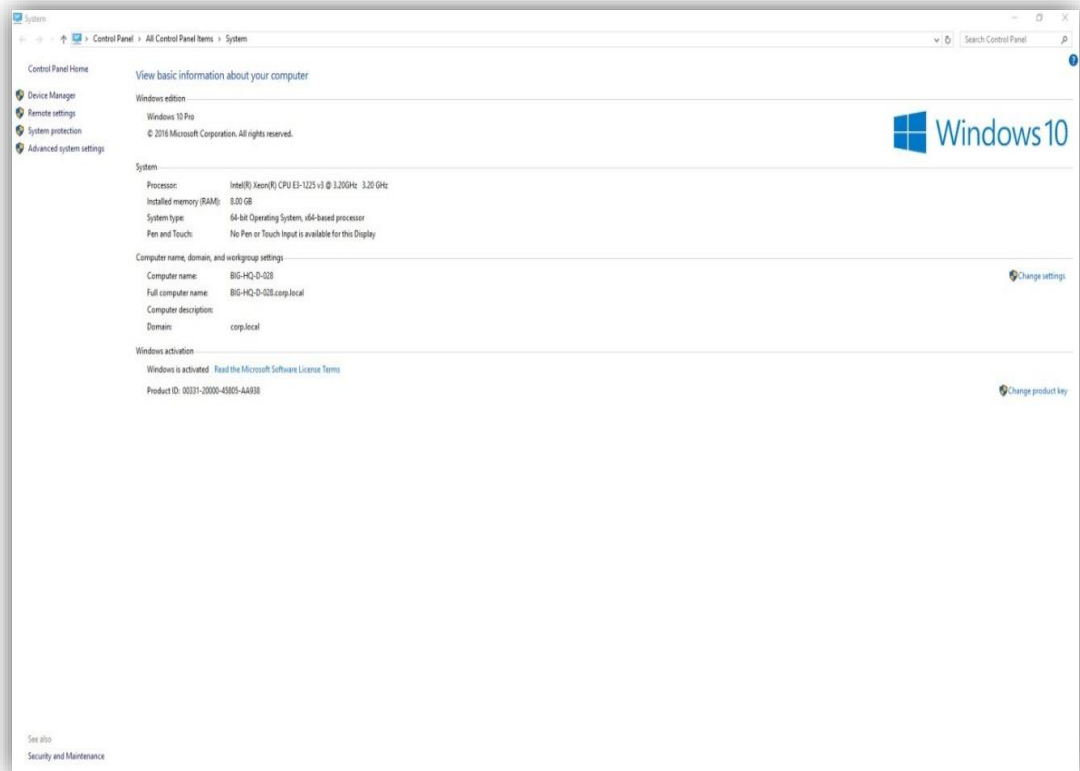 System
Control Panel > All Control Panel Items > System
Search Control Panel
Control Panel Home
Device Manager
Remote settings
System protection
Advanced system settings
View basic information about your computer
Windows edition
Windows 10 Pro
© 2016 Microsoft Corporation. All rights reserved.
Windows 10
System
Processor: Intel(R) Xeon(R) CPU E3-1225 v3 @ 3.20GHz 3.20 GHz
Installed memory (RAM): 8.00 GB
System type: 64-bit Operating System, x64-based processor
Pen and Touch: No Pen or Touch Input is available for this Display
Computer name, domain, and workgroup settings
Computer name: BIG-HQ-D-028
Change settings
Full computer name: BIG-HQ-D-028.corp.local
Computer description:
Domain: corp.local
Windows activation
Windows is activated Read the Microsoft Software License Terms
Product ID: 00331-20000-45805-AA938
Change product key
See also
Security and Maintenance